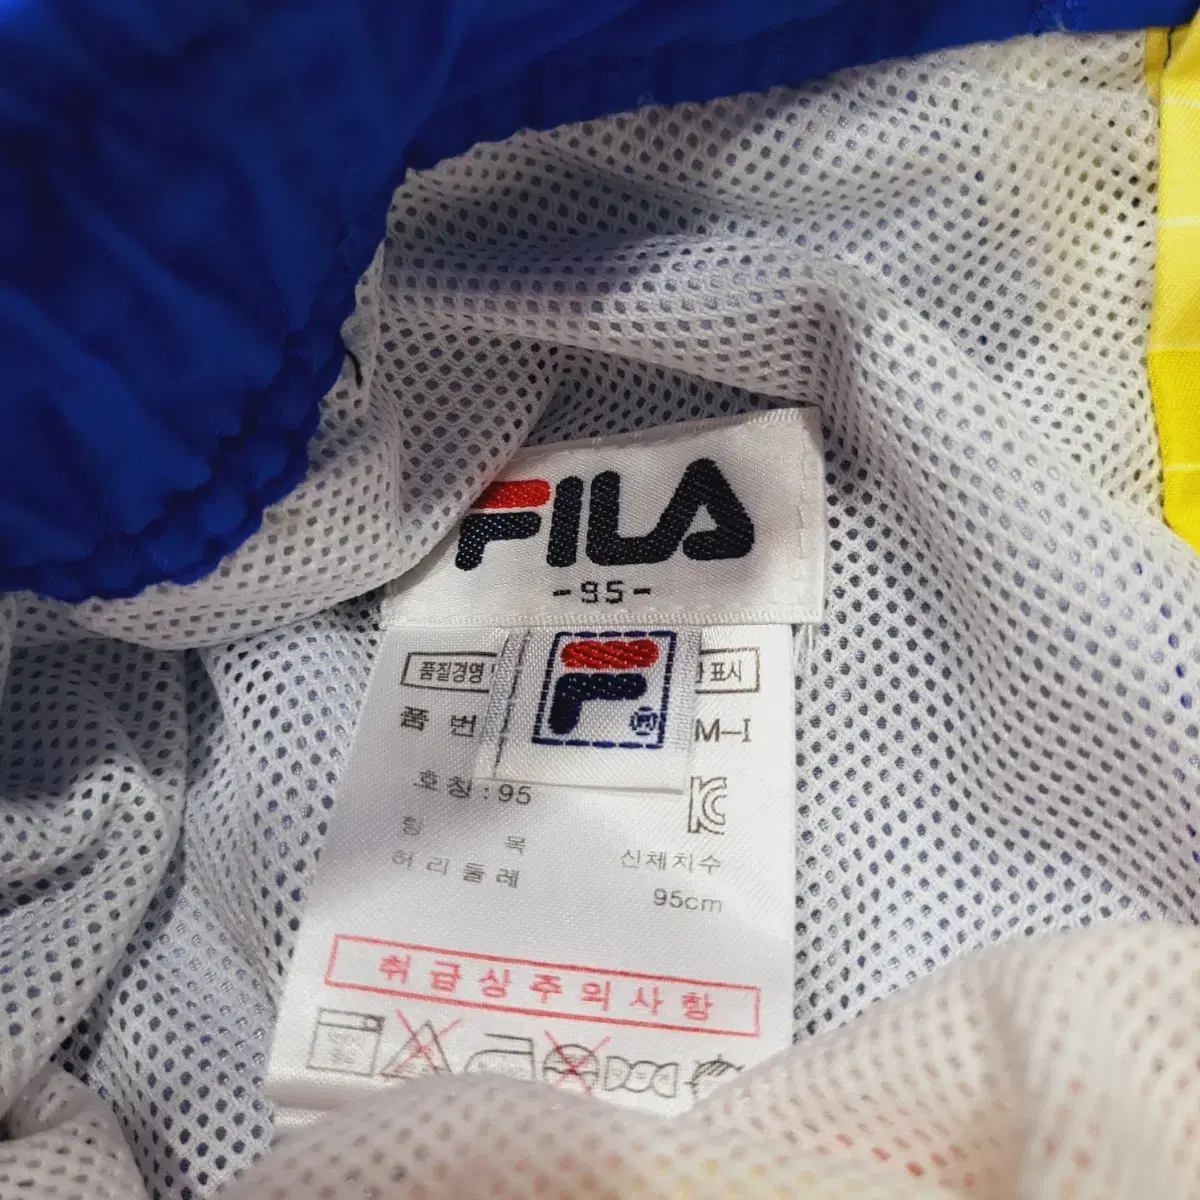 FILA
-95-
품질경영 표시
품 번 M-I
호칭 : 95
항 목 신체치수
허리둘레 95cm
취급상주의사항